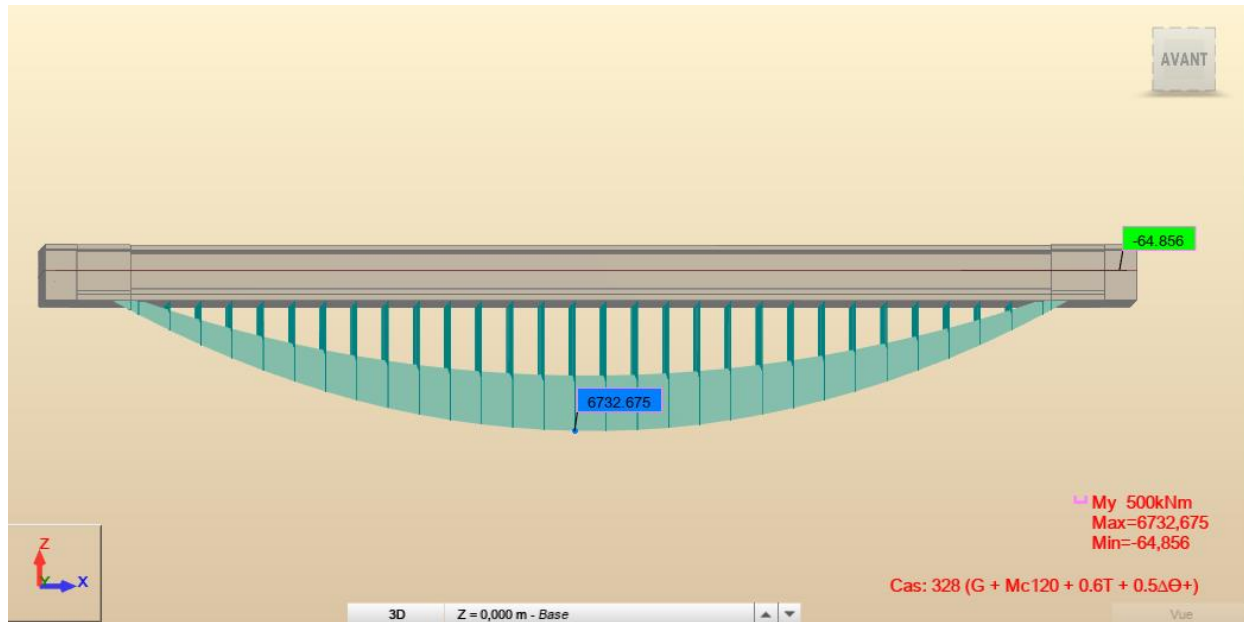 AVANT
-64.856
6732.675
My 500kNm
Max=6732,675
Min=-64,856
Cas: 328 (G + Mc120 + 0.6T + 0.5ΔΘ+)
Z
Y
X
3D Z = 0,000 m - Base
Vue